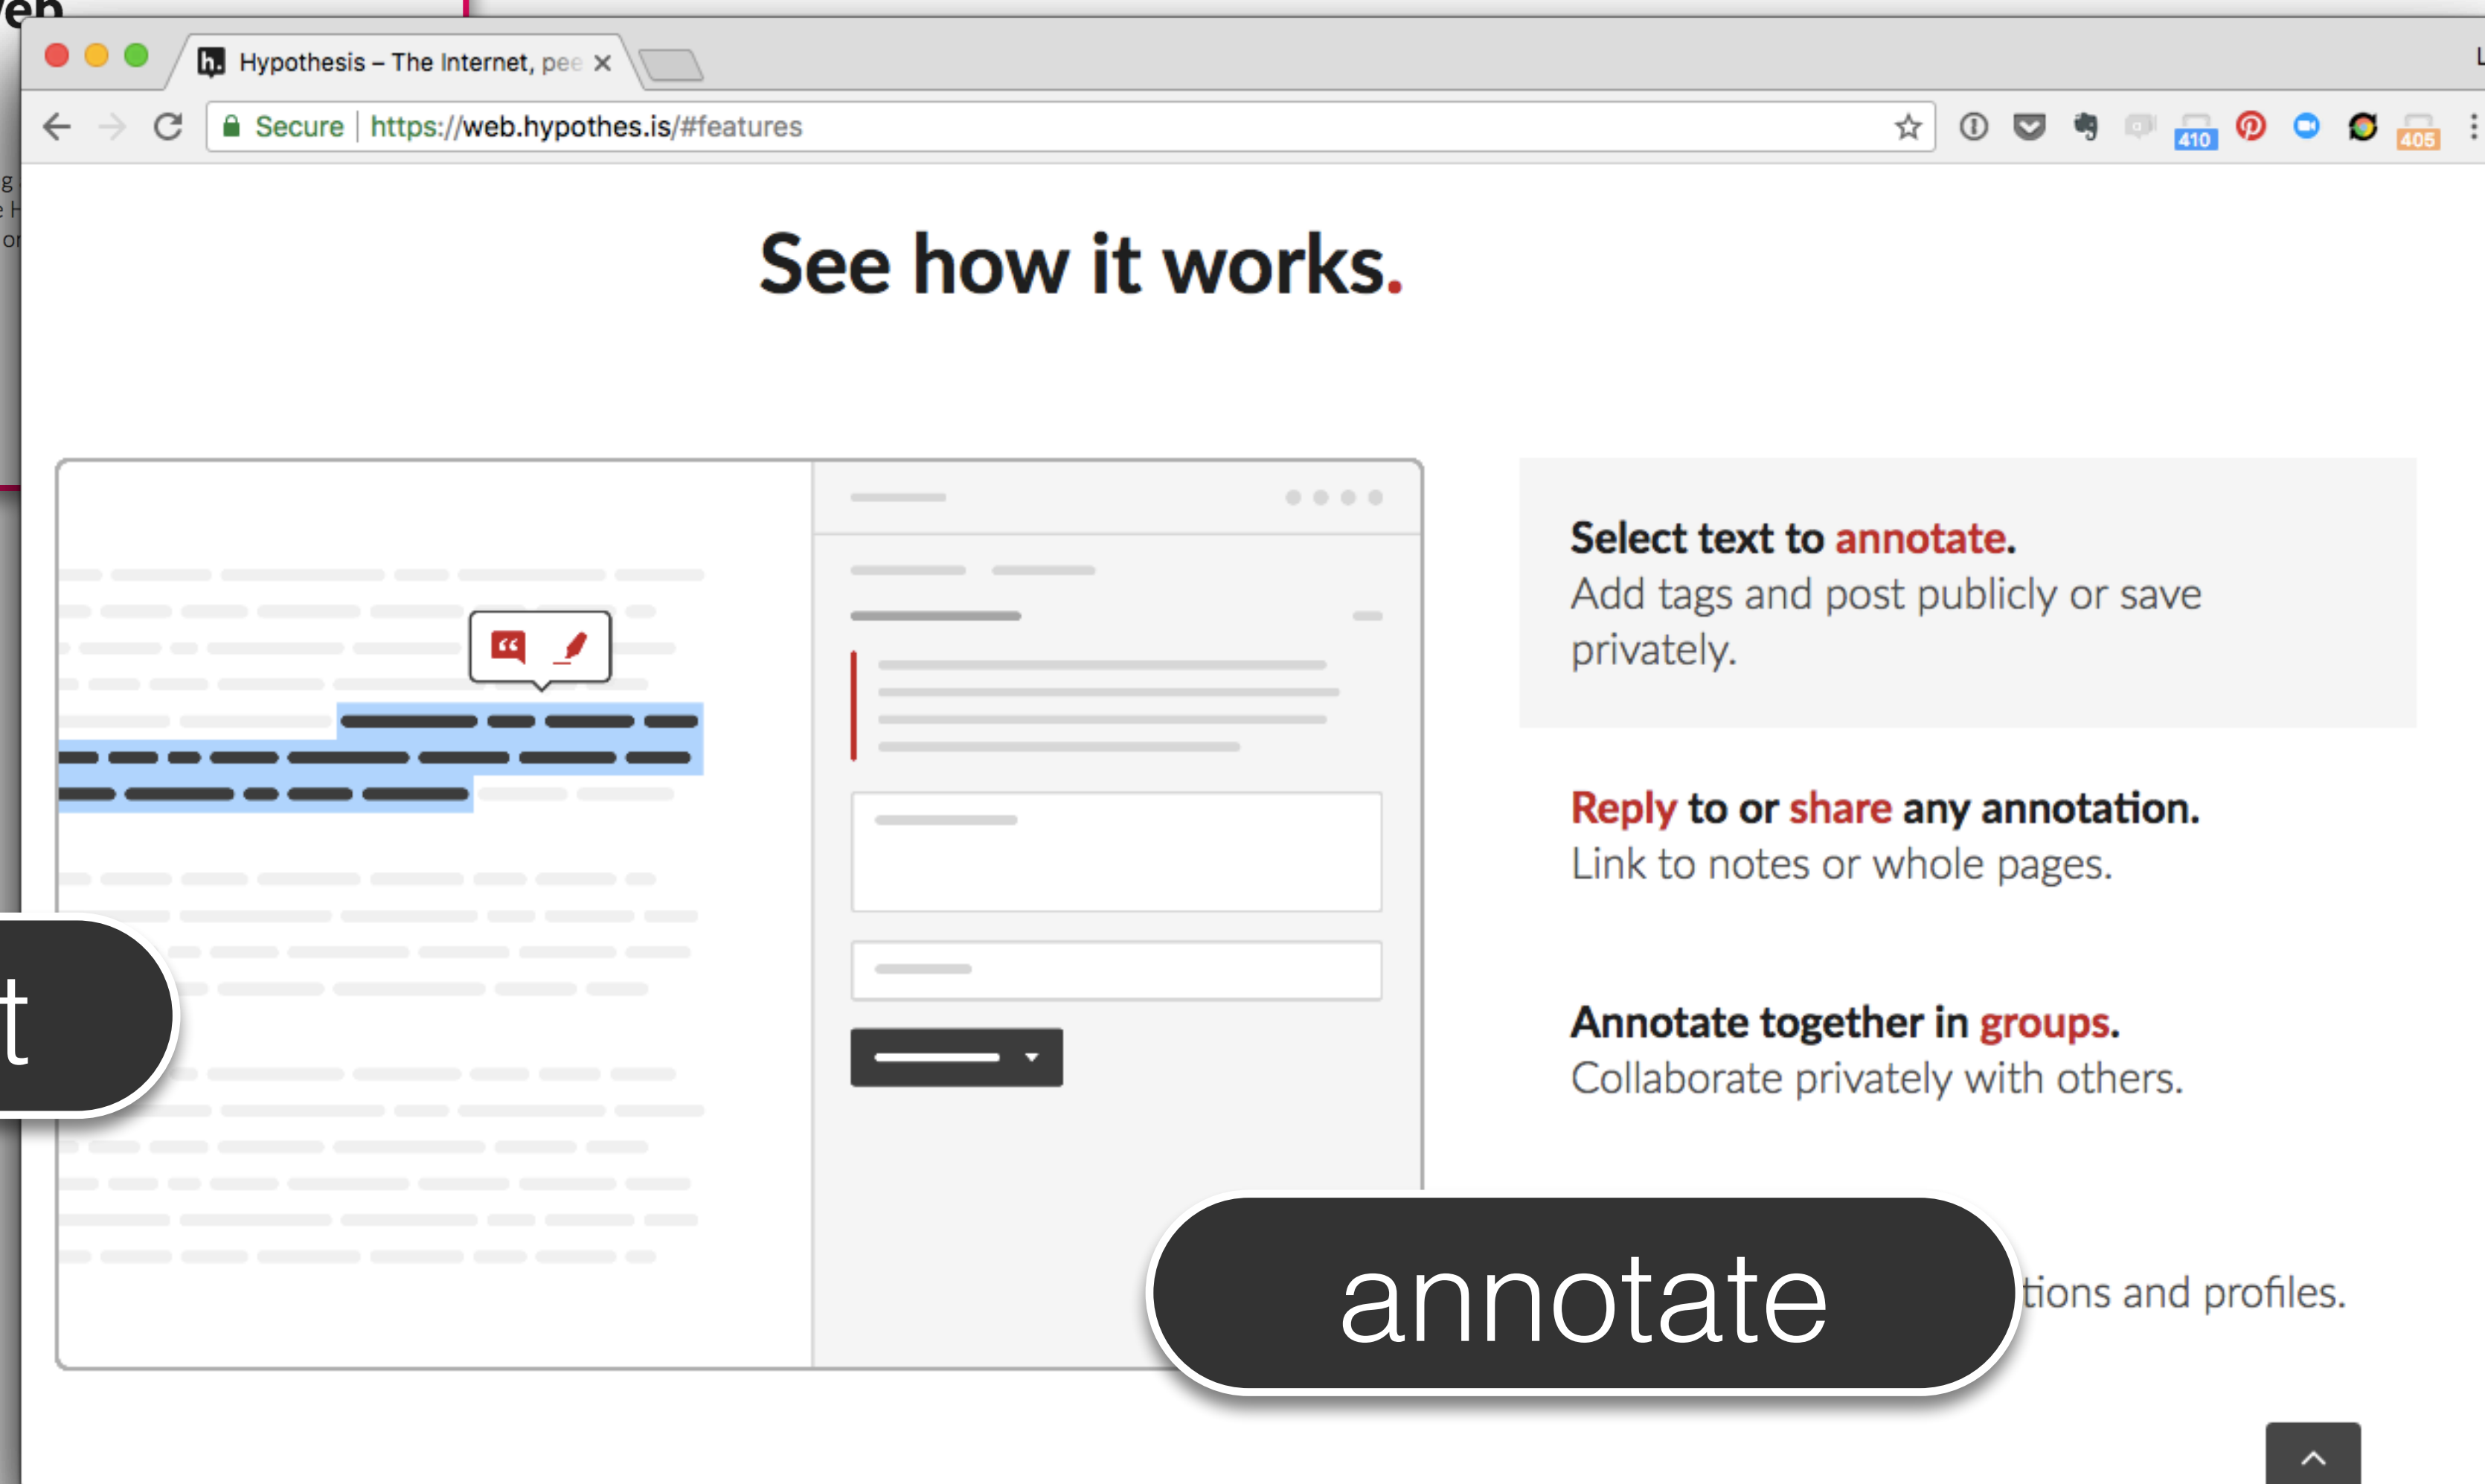 Hypothesis – The Internet, pee
Secure | https://web.hypothes.is/#features
410
405
See how it works.
Select text to annotate.
Add tags and post publicly or save
privately.
Reply to or share any annotation.
Link to notes or whole pages.
Annotate together in groups.
Collaborate privately with others.
t
annotate
tions and profiles.